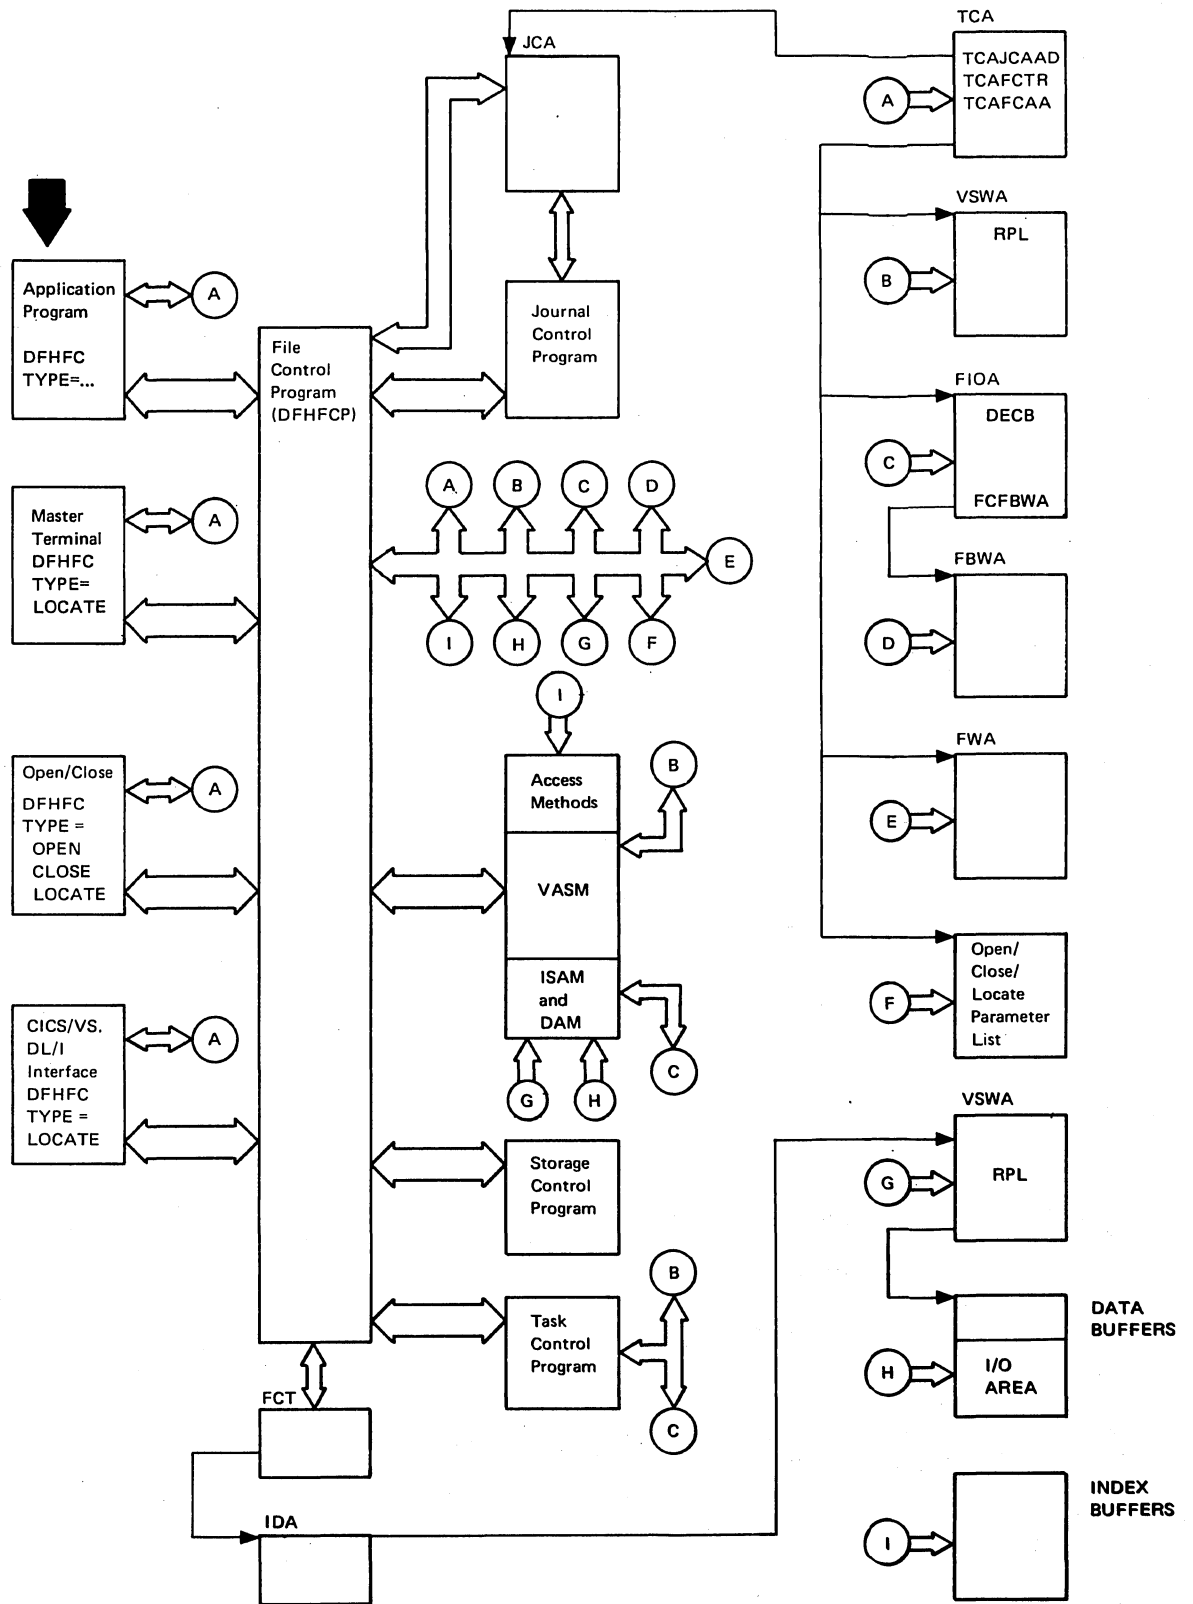 TCA
JCA
TCAJCAAD
TCAFCTR
TCAFCAA
A
VSWA
RPL
B
Application
Program
DFHFC
TYPE=...
A
File
Control
Program
(DFHFCP)
Journal
Control
Program
FIOA
DECB
FCFBWA
C
Master
Terminal
DFHFC
TYPE=
LOCATE
A
A
B
C
D
E
I
H
G
F
FBWA
D
I
Open/Close
DFHFC
TYPE =
OPEN
CLOSE
LOCATE
A
Access
Methods
VASM
ISAM
and
DAM
B
C
G
H
FWA
E
Open/
Close/
Locate
Parameter
List
F
CICS/VS.
DL/I
Interface
DFHFC
TYPE =
LOCATE
A
VSWA
RPL
G
Storage
Control
Program
Task
Control
Program
B
C
DATA
BUFFERS
I/O
AREA
H
FCT
IDA
INDEX
BUFFERS
I